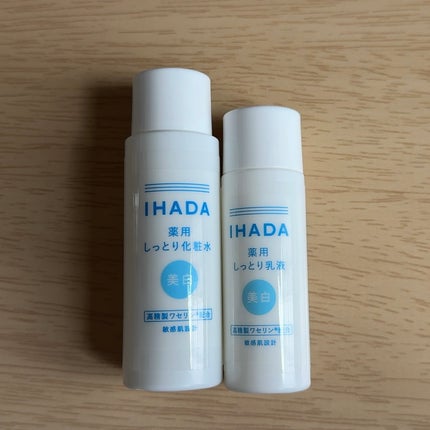 IHADA
薬用
しっとり化粧水
美白
高精製ワセリン*配合
敏感肌設計
IHADA
薬用
しっとり乳液
美白
高精製ワセリン*配合
敏感肌設計